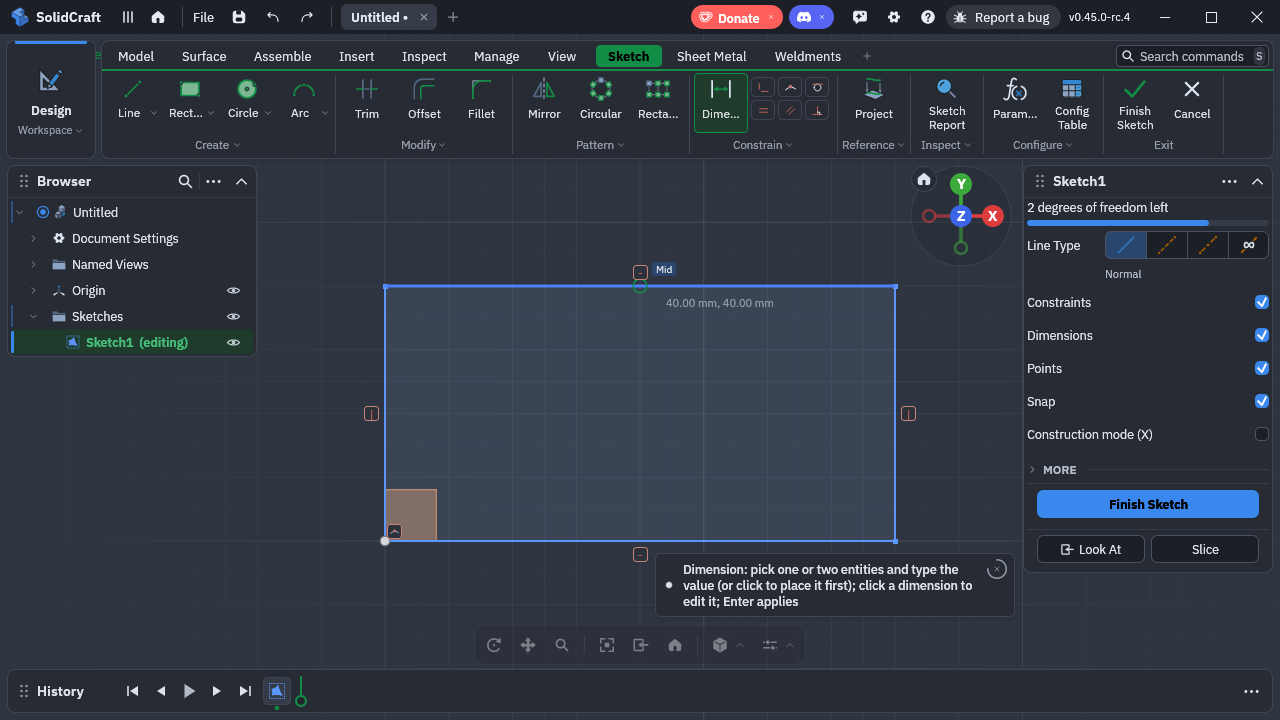 SolidCraft
File
Untitled •
Donate
Report a bug
v0.45.0-rc.4
Design
Workspace
Model
Surface
Assemble
Insert
Inspect
Manage
View
Sketch
Sheet Metal
Weldments
Search commands
S
Line
Rect...
Circle
Arc
Create
Trim
Offset
Fillet
Modify
Mirror
Circular
Recta...
Pattern
Dime...
Constrain
Project
Reference
Sketch
Report
Inspect
Param...
Config
Table
Configure
Finish
Sketch
Cancel
Exit
Browser
Untitled
Document Settings
Named Views
Origin
Sketches
Sketch1 (editing)
Y
Z
X
Mid
40.00 mm, 40.00 mm
Sketch1
2 degrees of freedom left
Line Type
Normal
Constraints
Dimensions
Points
Snap
Construction mode (X)
MORE
Finish Sketch
Look At
Slice
Dimension: pick one or two entities and type the
value (or click to place it first); click a dimension to
edit it; Enter applies
History